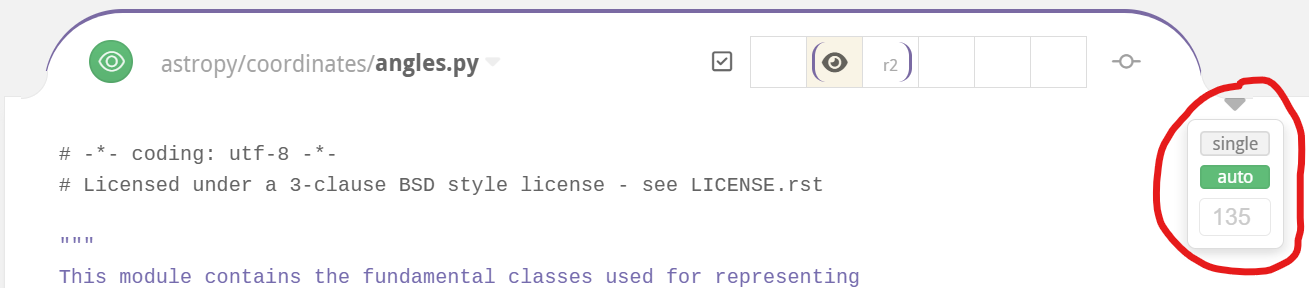 astropy/coordinates/angles.py
r2
single
auto
135
# -*- coding: utf-8 -*-
# Licensed under a 3-clause BSD style license - see LICENSE.rst
"""
This module contains the fundamental classes used for representing